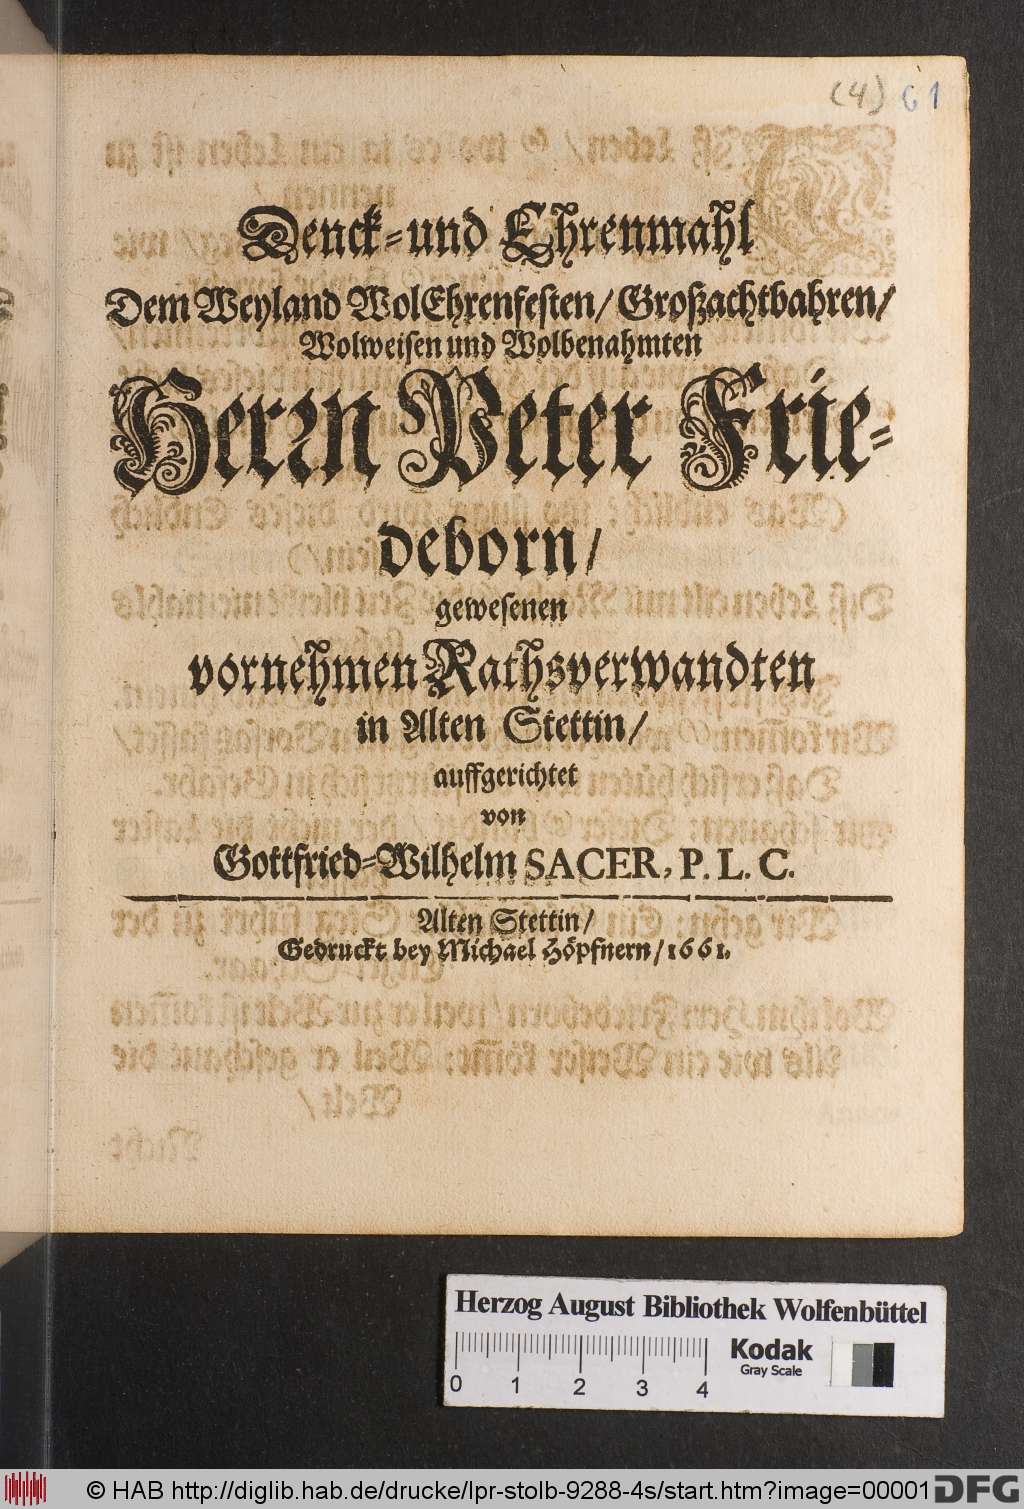 (4) 61
Denck-und Ehrenmahl
Dem Weyland WolEhrenfesten/Großachtbahren/
Wolweisen und Wolbenahmten
Herrn Peter Frie-
deborn/
gewesenen
vornehmen Rathsverwandten
in Alten Stettin/
auffgerichtet
von
Gottfried-Wilhelm SACER, P. L. C.
Alten Stettin/
Gedruckt bey Michael Höpfnern/1661.
Herzog August Bibliothek Wolfenbüttel
Kodak
Gray Scale
0 1 2 3 4
© HAB http://diglib.hab.de/drucke/lpr-stolb-9288-4s/start.htm?image=00001
DFG